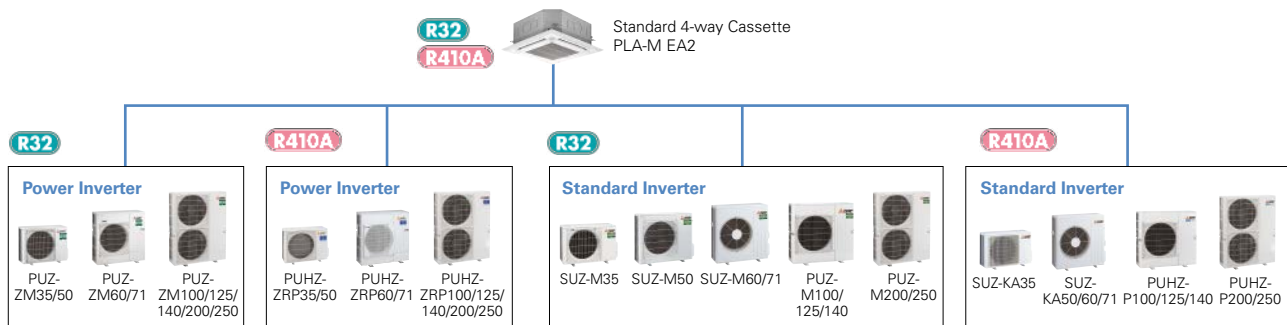 R32
R410A
Standard 4-way Cassette
PLA-M EA2
R32
Power Inverter
PUZ-
ZM35/50
PUZ-
ZM60/71
PUZ-
ZM100/125/
140/200/250
R410A
Power Inverter
PUHZ-
ZRP35/50
PUHZ-
ZRP60/71
PUHZ-
ZRP100/125/
140/200/250
R32
Standard Inverter
SUZ-M35
SUZ-M50
SUZ-M60/71
PUZ-
M100/
125/140
PUZ-
M200/250
R410A
Standard Inverter
SUZ-KA35
SUZ-
KA50/60/71
PUHZ-
P100/125/140
PUHZ-
P200/250